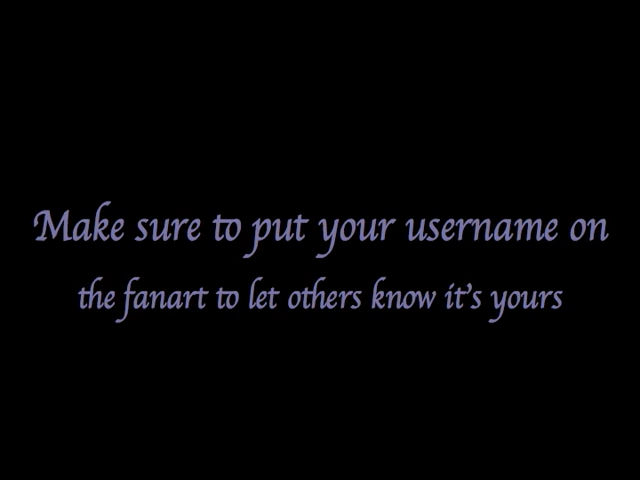 Make sure to put your username on
the fanart to let others know it's yours